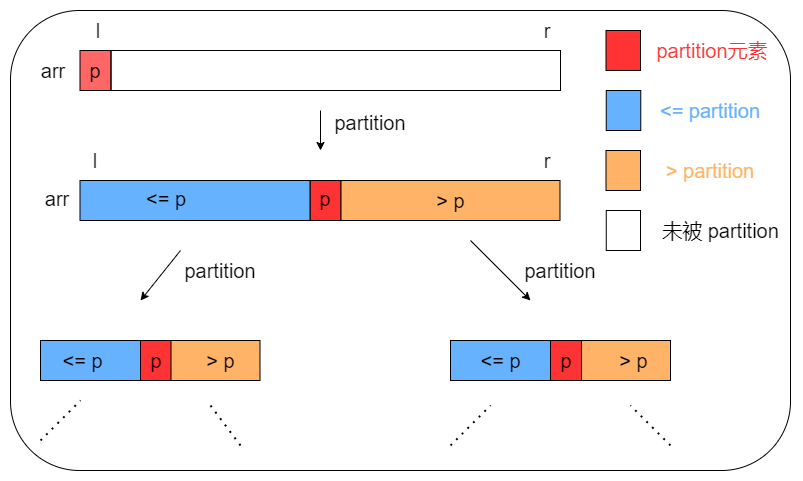 l
r
arr
p
partition元素
<= partition
partition
l
r
> partition
arr
<= p
p
> p
未被 partition
partition
partition
<= p
p
> p
<= p
p
> p